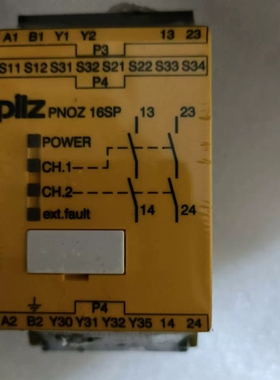 A1 B1 Y1 Y2 13 23
P3
S11 S12 S31 S32 S21 S22 S33 S34
P4
pilz PNOZ 16SP 13 23
POWER
CH.1
CH.2
ext.fault 14 24
P4
A2 B2 Y30 Y31 Y32 Y35 14 24